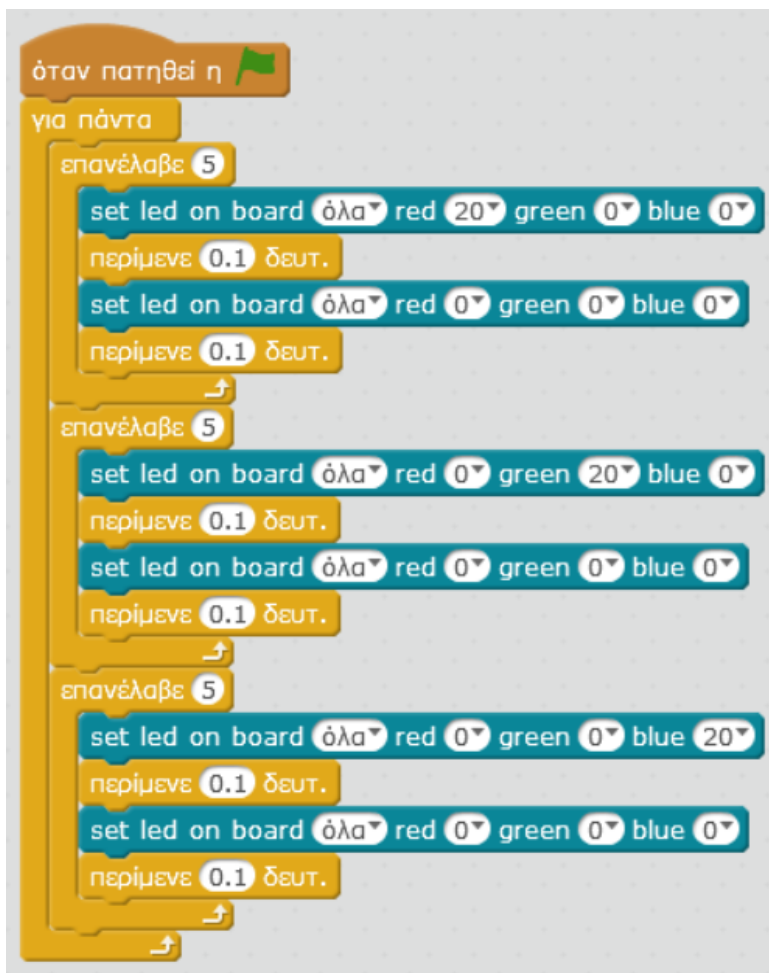 όταν πατηθεί η
για πάντα
επανέλαβε 5
set led on board όλα red 20 green 0 blue 0
περίμενε 0.1 δευτ.
set led on board όλα red 0 green 0 blue 0
περίμενε 0.1 δευτ.
επανέλαβε 5
set led on board όλα red 0 green 20 blue 0
περίμενε 0.1 δευτ.
set led on board όλα red 0 green 0 blue 0
περίμενε 0.1 δευτ.
επανέλαβε 5
set led on board όλα red 0 green 0 blue 20
περίμενε 0.1 δευτ.
set led on board όλα red 0 green 0 blue 0
περίμενε 0.1 δευτ.